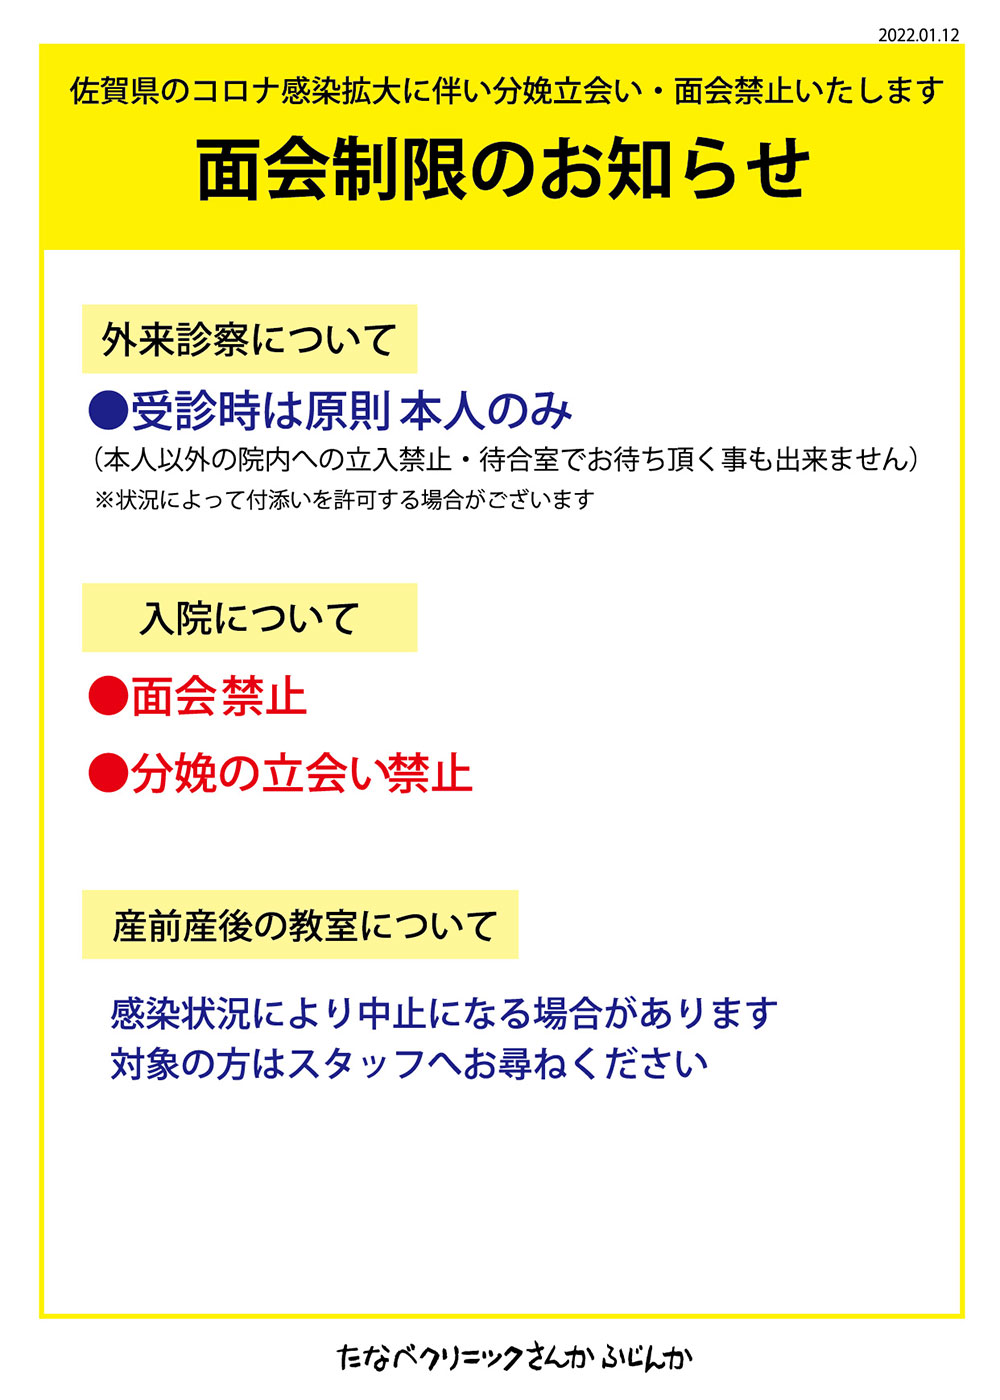 2022.01.12
佐賀県のコロナ感染拡大に伴い分娩立会い・面会禁止いたします
面会制限のお知らせ
外来診察について
●受診時は原則 本人のみ
（本人以外の院内への立入禁止・待合室でお待ち頂く事も出来ません）
※状況によって付添いを許可する場合がございます
入院について
●面会禁止
●分娩の立会い禁止
産前産後の教室について
感染状況により中止になる場合があります
対象の方はスタッフへお尋ねください
たなべクリニックさんか ふじんか